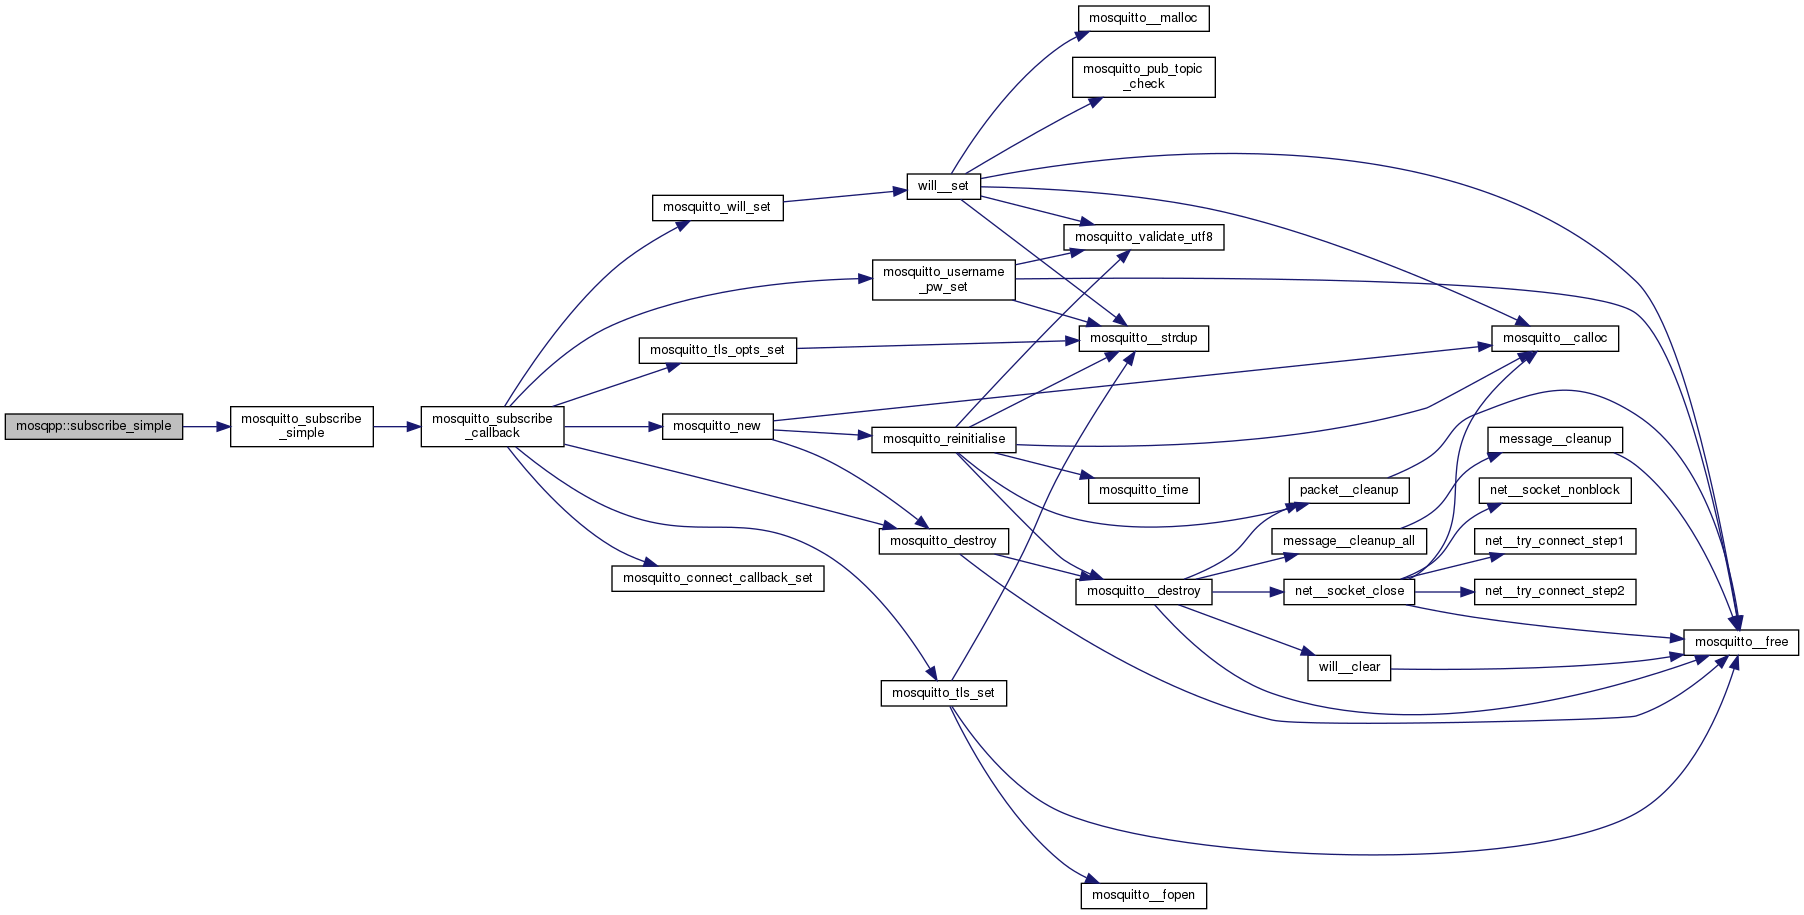 mosqpp::subscribe_simple
mosquitto_subscribe
_simple
mosquitto_subscribe
_callback
mosquitto_will_set
mosquitto_tls_opts_set
mosquitto_new
mosquitto_connect_callback_set
will__set
mosquitto_username
_pw_set
mosquitto_reinitialise
mosquitto_destroy
mosquitto_tls_set
mosquitto__malloc
mosquitto_pub_topic
_check
mosquitto_validate_utf8
mosquitto__strdup
mosquitto_time
mosquitto__destroy
mosquitto__fopen
packet__cleanup
message__cleanup_all
net__socket_close
will__clear
mosquitto__calloc
message__cleanup
net__socket_nonblock
net__try_connect_step1
net__try_connect_step2
mosquitto__free